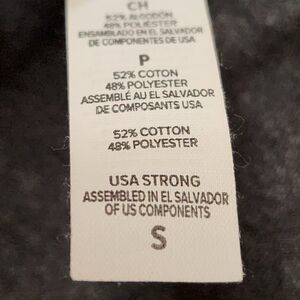 CH
52% ALGODÓN
48% POLIÉSTER
ENSAMBLADO EN EL SALVADOR
DE COMPONENTES DE USA
P
52% COTON
48% POLYESTER
ASSEMBLÉ AU EL SALVADOR
DE COMPOSANTS USA
52% COTTON
48% POLYESTER
USA STRONG
ASSEMBLED IN EL SALVADOR
OF US COMPONENTS
S